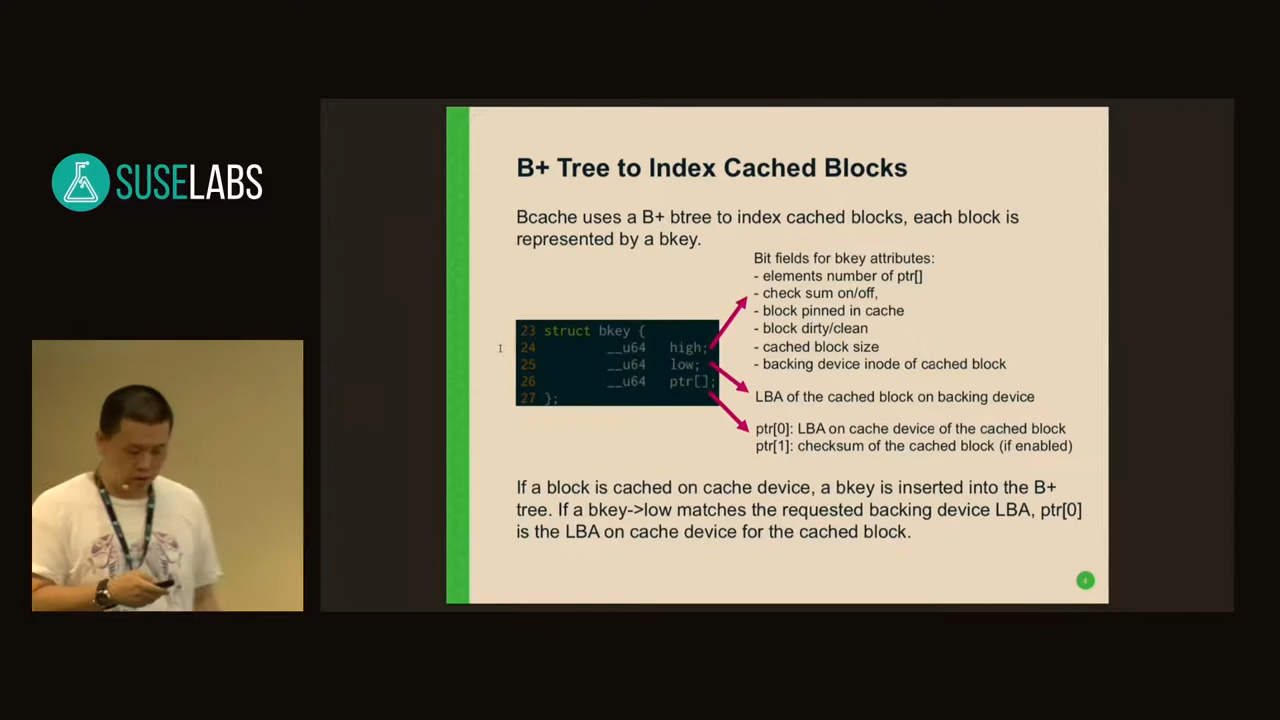 SUSELABS
B+ Tree to Index Cached Blocks
Bcache uses a B+ btree to index cached blocks, each block is
represented by a bkey.
Bit fields for bkey attributes:
- elements number of ptr[]
- check sum on/off,
- block pinned in cache
- block dirty/clean
- cached block size
- backing device inode of cached block
23 struct bkey {
24 __u64 high;
25 __u64 low;
26 __u64 ptr[];
27 };
LBA of the cached block on backing device
ptr[0]: LBA on cache device of the cached block
ptr[1]: checksum of the cached block (if enabled)
If a block is cached on cache device, a bkey is inserted into the B+
tree. If a bkey->low matches the requested backing device LBA, ptr[0]
is the LBA on cache device for the cached block.
4